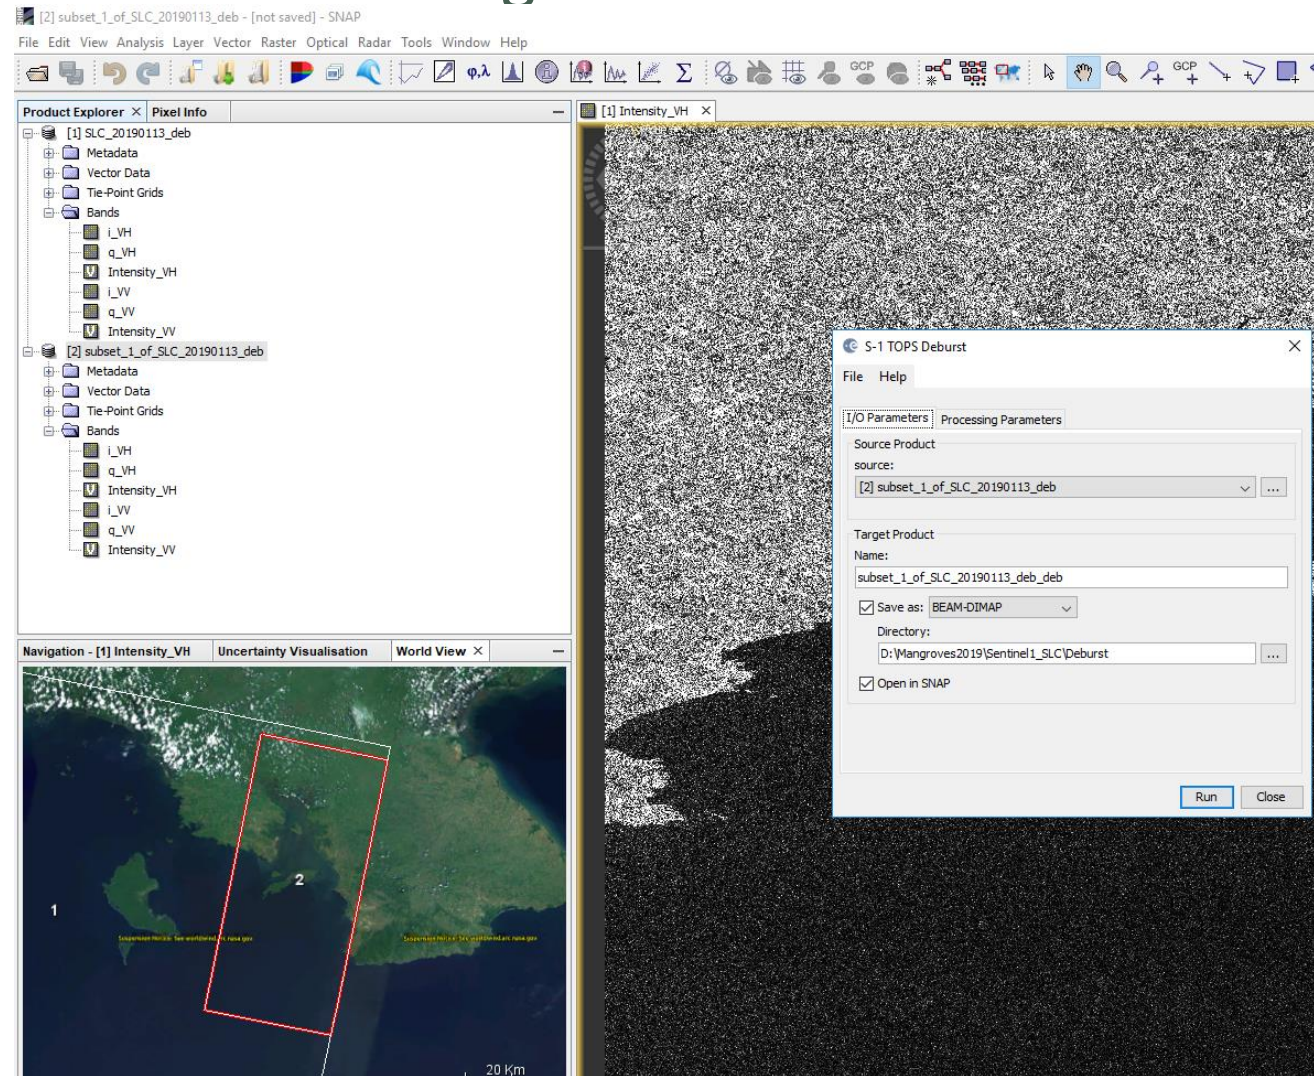 [2] subset_1_of_SLC_20190113_deb - [not saved] - SNAP
File Edit View Analysis Layer Vector Raster Optical Radar Tools Window Help
φ,λ Σ GCP GCP
Product Explorer × Pixel Info
[1] Intensity_VH ×
[1] SLC_20190113_deb
Metadata
Vector Data
Tie-Point Grids
Bands
i_VH
q_VH
Intensity_VH
i_VV
q_VV
Intensity_VV
[2] subset_1_of_SLC_20190113_deb
Metadata
Vector Data
Tie-Point Grids
Bands
i_VH
q_VH
Intensity_VH
i_VV
q_VV
Intensity_VV
S-1 TOPS Deburst
File Help
I/O Parameters Processing Parameters
Source Product
source:
[2] subset_1_of_SLC_20190113_deb
...
Target Product
Name:
subset_1_of_SLC_20190113_deb_deb
Save as: BEAM-DIMAP
Directory:
D:\Mangroves2019\Sentinel1_SLC\Deburst
...
Open in SNAP
Run Close
Navigation - [1] Intensity_VH Uncertainty Visualisation World View ×
2
1
20 Km